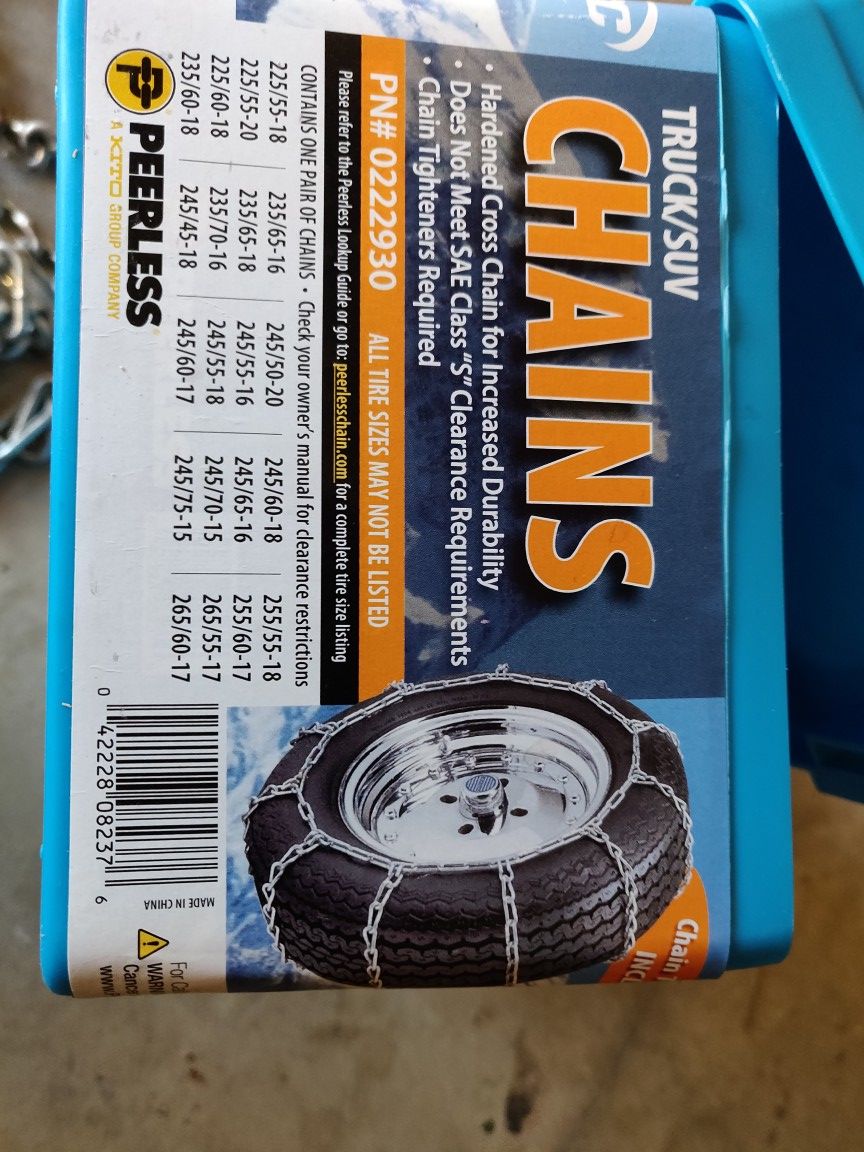 TRUCK/SUV
CHAINS
• Hardened Cross Chain for Increased Durability
• Does Not Meet SAE Class "S" Clearance Requirements
• Chain Tighteners Required
PN# 0222930 ALL TIRE SIZES MAY NOT BE LISTED
Please refer to the Peerless Lookup Guide or go to: peerlesschain.com for a complete tire size listing
CONTAINS ONE PAIR OF CHAINS • Check your owner's manual for clearance restrictions
225/55-18 235/65-16 245/50-20 245/60-18 255/55-18
225/55-20 235/65-18 245/55-16 245/65-16 255/60-17
225/60-18 235/70-16 245/55-18 245/70-15 265/55-17
235/60-18 245/45-18 245/60-17 245/75-15 265/60-17
P PEERLESS
A KITO GROUP COMPANY
0 42228 08237 6
MADE IN CHINA
Chain
For